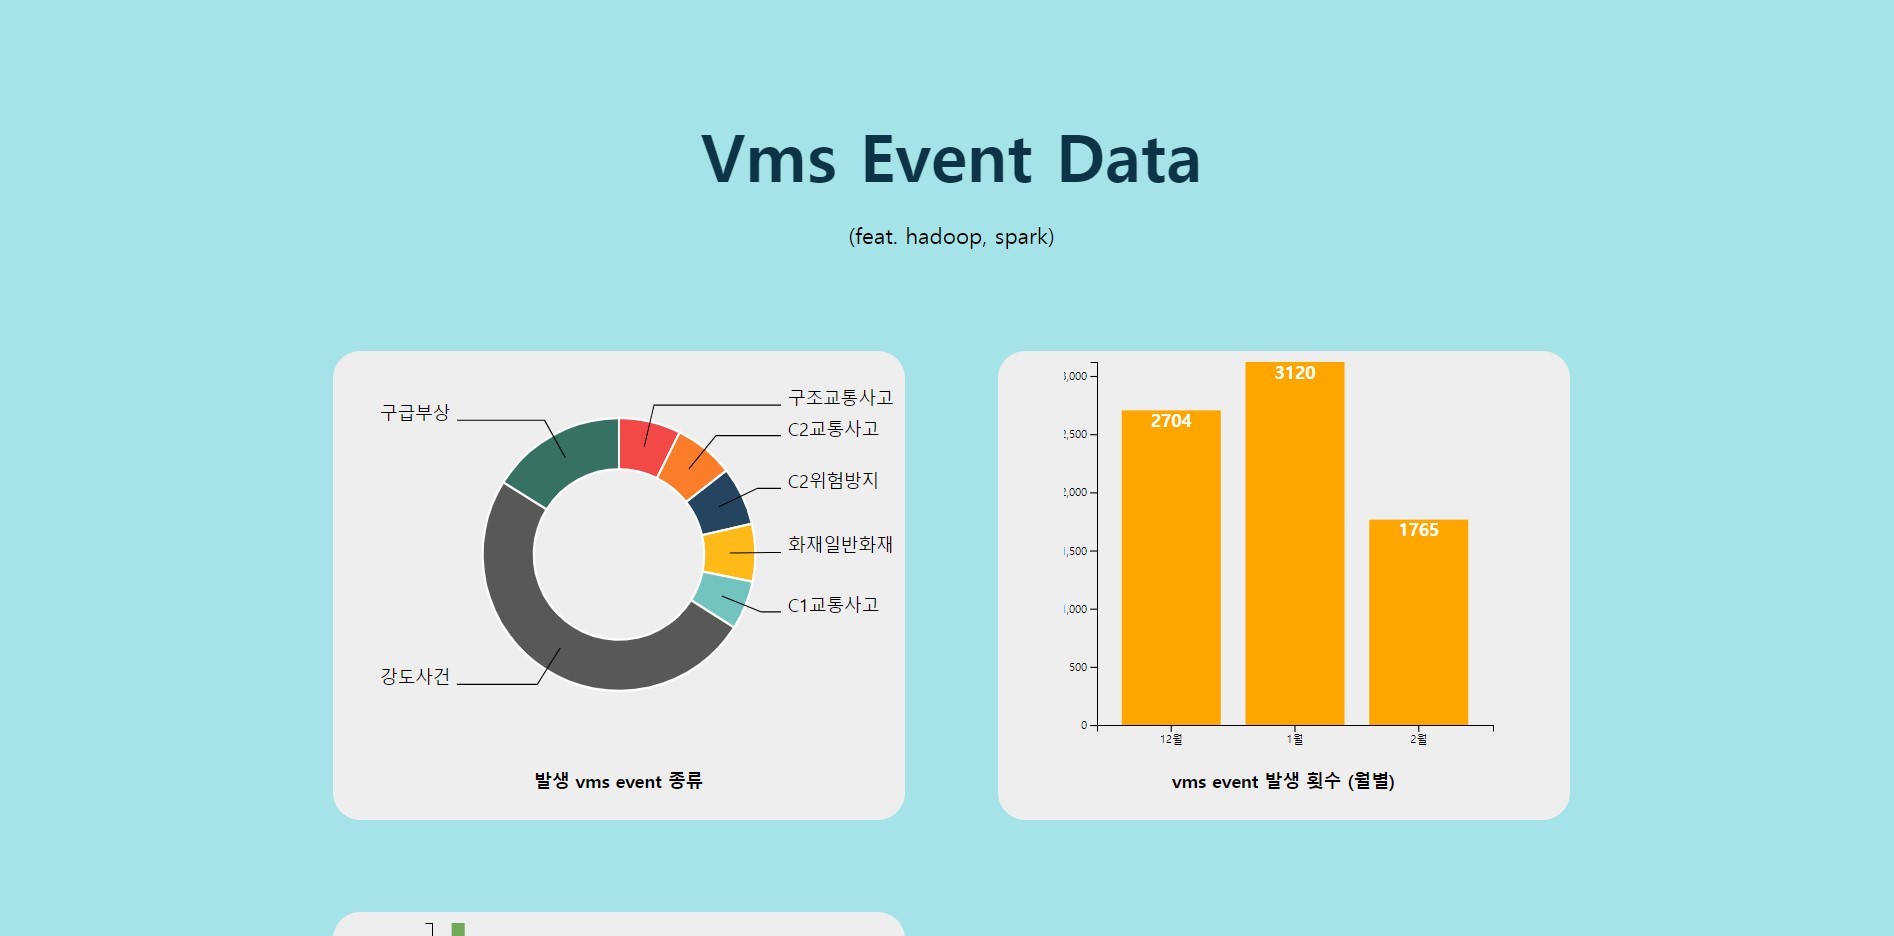 Vms Event Data
(feat. hadoop, spark)
구급부상
구조교통사고
C2교통사고
C2위험방지
화재일반화재
C1교통사고
강도사건
발생 vms event 종류
3,000
2,500
2,000
1,500
1,000
500
0
2704
3120
1765
12월
1월
2월
vms event 발생 횟수 (월별)